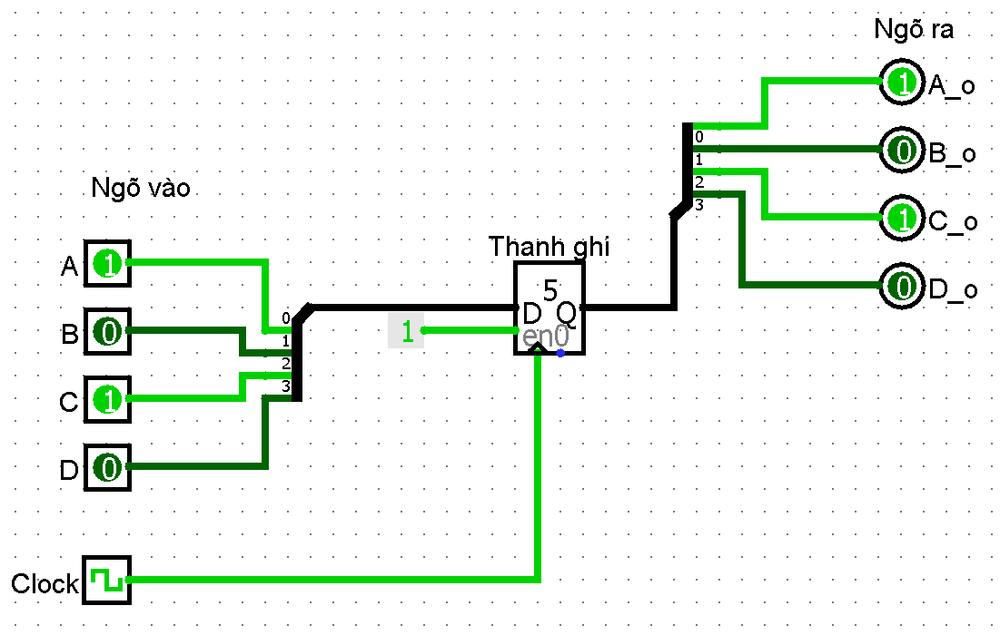 Ngõ ra
1 A_o
0
0 B_o
1
2
1 C_o
3
0 D_o
Ngõ vào
A 1
B 0
C 1
D 0
0
1
2
3
1
Thanh ghi
5
D Q
en0
Clock